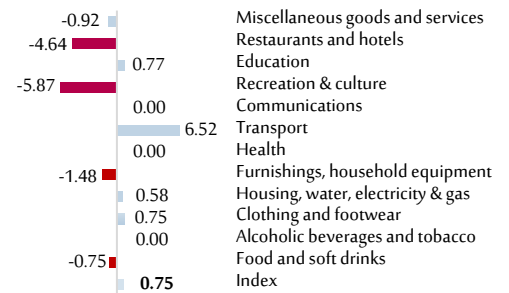 -0.92 Miscellaneous goods and services
-4.64 Restaurants and hotels
0.77 Education
-5.87 Recreation & culture
0.00 Communications
6.52 Transport
0.00 Health
-1.48 Furnishings, household equipment
0.58 Housing, water, electricity & gas
0.75 Clothing and footwear
0.00 Alcoholic beverages and tobacco
-0.75 Food and soft drinks
0.75 Index